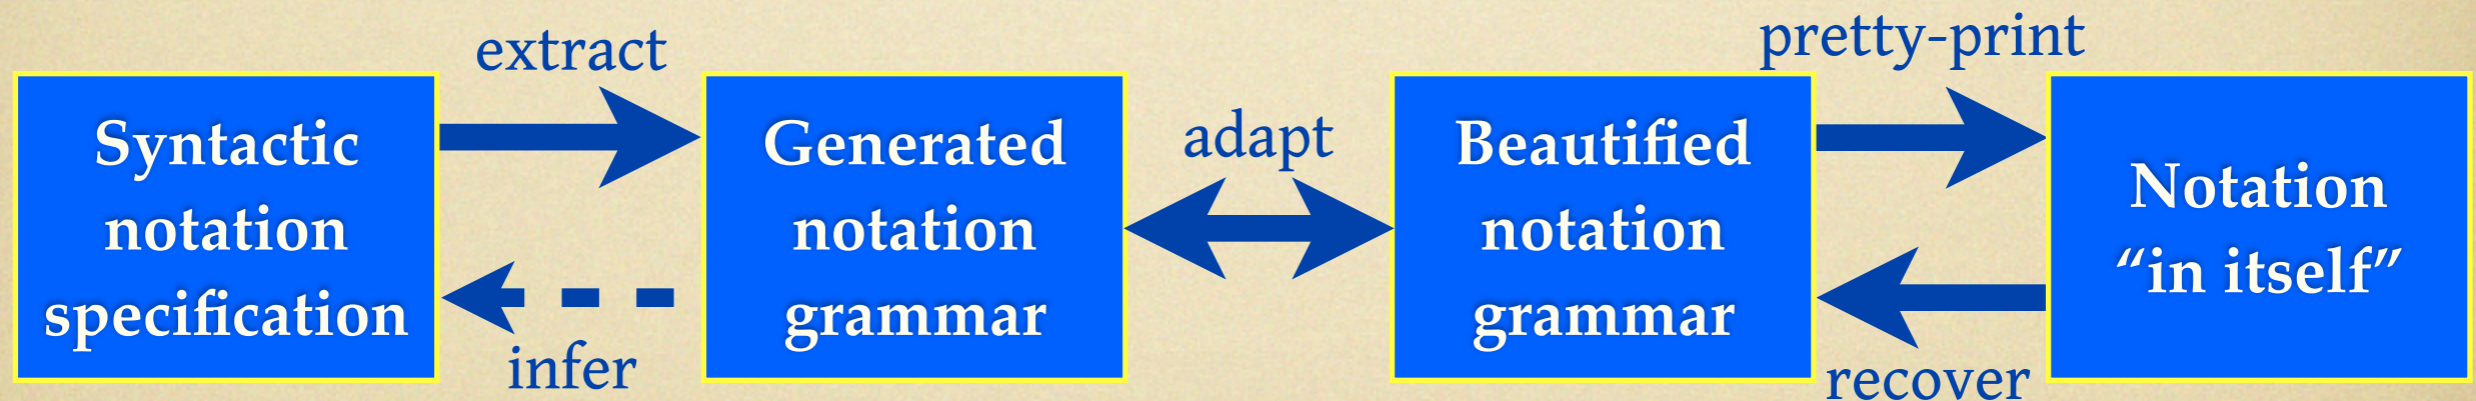 extract
pretty-print
Syntactic
notation
specification
infer
Generated
notation
grammar
adapt
Beautified
notation
grammar
Notation
“in itself”
recover